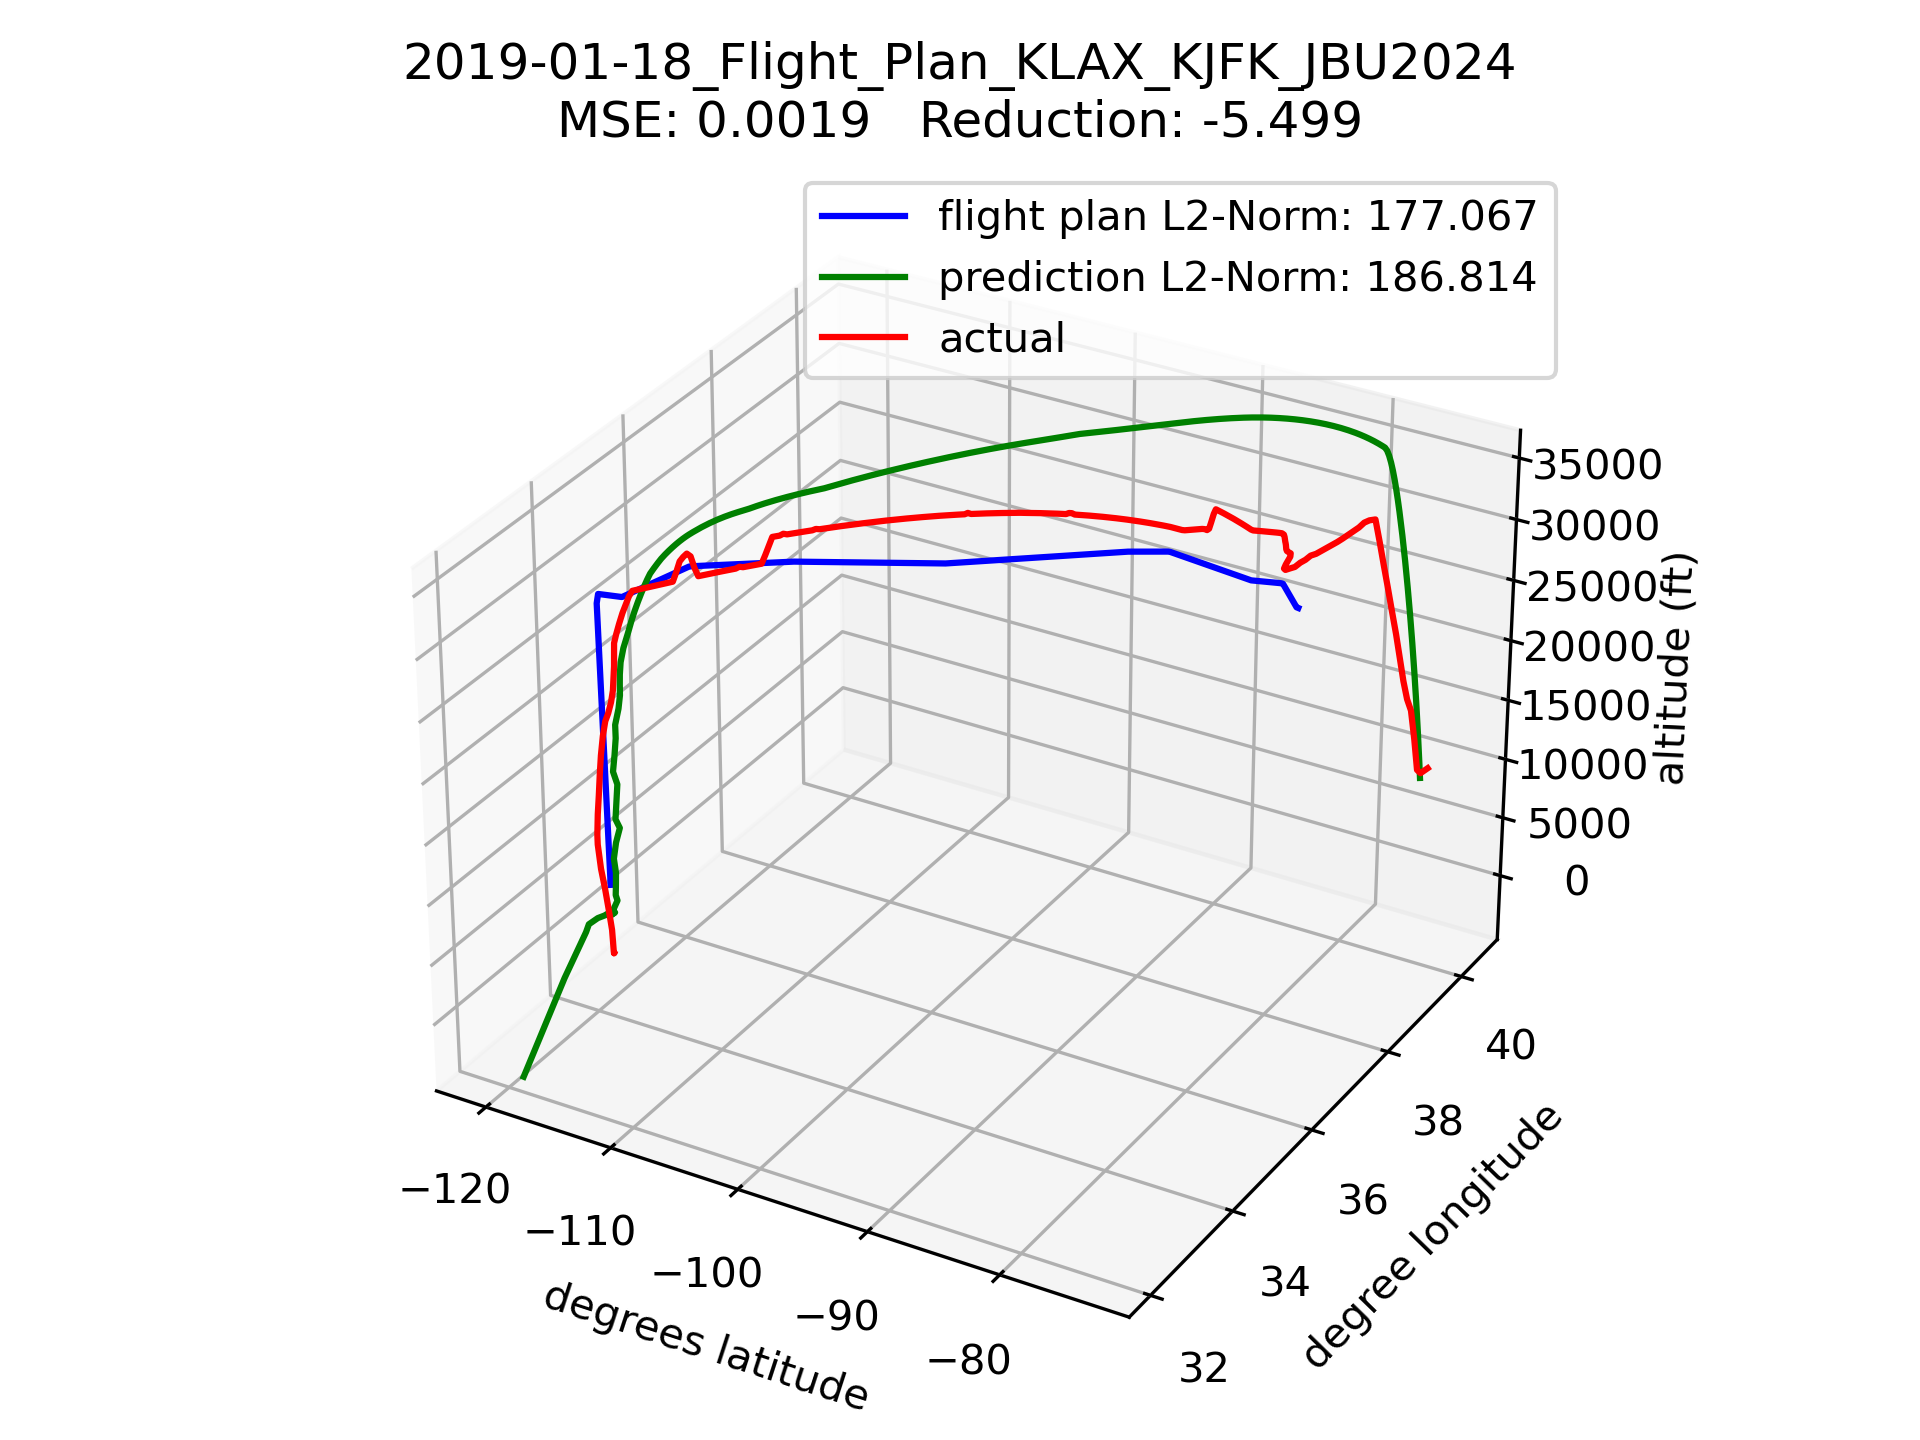 2019-01-18_Flight_Plan_KLAX_KJFK_JBU2024
MSE: 0.0019   Reduction: -5.499
flight plan L2-Norm: 177.067
prediction L2-Norm: 186.814
actual
35000
30000
25000
20000
15000
10000
5000
0
altitude (ft)
40
38
36
34
32
degree longitude
−120
−110
−100
−90
−80
degrees latitude